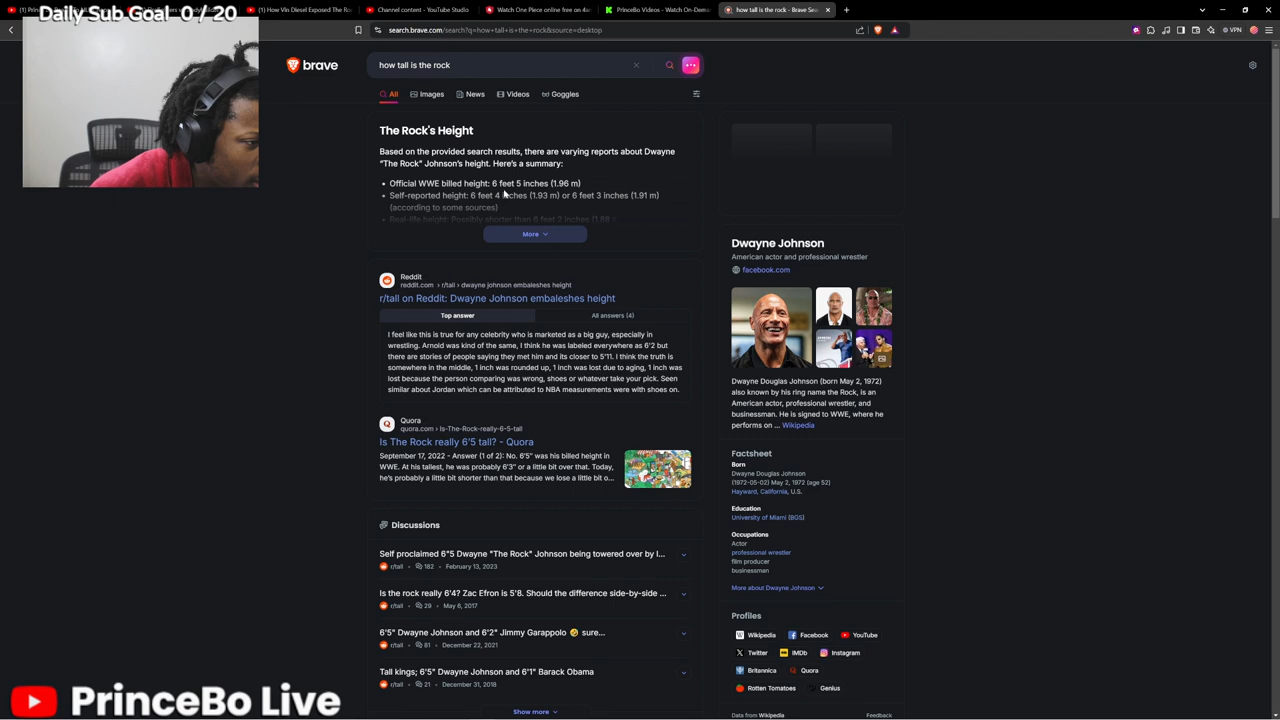 Daily Sub Goal 0 / 20
(1) How Vin Diesel Exposed The Ro
Channel content - YouTube Studio
Watch One Piece online free on 4an
PrinceBo Videos - Watch On-Demar
how tall is the rock - Brave Sea
search.brave.com/search?q=how+tall+is+the+rock&source=desktop
VPN
brave
how tall is the rock
All
Images
News
Videos
Goggles
The Rock's Height
Based on the provided search results, there are varying reports about Dwayne
“The Rock” Johnson’s height. Here’s a summary:
• Official WWE billed height: 6 feet 5 inches (1.96 m)
• Self-reported height: 6 feet 4 inches (1.93 m) or 6 feet 3 inches (1.91 m)
(according to some sources)
• Real-life height: Possibly shorter than 6 feet 2 inches (1.88
More
Reddit
reddit.com › r/tall › dwayne johnson embaleshes height
r/tall on Reddit: Dwayne Johnson embaleshes height
Top answer
All answers (4)
I feel like this is true for any celebrity who is marketed as a big guy, especially in
wrestling. Arnold was kind of the same, I think he was labeled everywhere as 6'2 but
there are stories of people saying they met him and its closer to 5'11. I think the truth is
somewhere in the middle, 1 inch was rounded up, 1 inch was lost due to aging, 1 inch was
lost because the person comparing was wrong, shoes or whatever take your pick. Seen
similar about Jordan which can be attributed to NBA measurements were with shoes on.
Quora
quora.com › Is-The-Rock-really-6-5-tall
Is The Rock really 6'5 tall? - Quora
September 17, 2022 - Answer (1 of 2): No. 6'5" was his billed height in
WWE. At his tallest, he was probably 6'3" or a little bit over that. Today,
he's probably a little bit shorter than that because we lose a little bit o...
Discussions
Self proclaimed 6"5 Dwayne "The Rock" Johnson being towered over by l...
r/tall • 182 • February 13, 2023
Is the rock really 6'4? Zac Efron is 5'8. Should the difference side-by-side ...
r/tall • 29 • May 6, 2017
6'5" Dwayne Johnson and 6'2" Jimmy Garappolo 🤣 sure...
r/tall • 81 • December 22, 2021
Tall kings; 6'5" Dwayne Johnson and 6'1" Barack Obama
r/tall • 21 • December 31, 2018
Show more
Dwayne Johnson
American actor and professional wrestler
facebook.com
Dwayne Douglas Johnson (born May 2, 1972)
also known by his ring name the Rock, is an
American actor, professional wrestler, and
businessman. He is signed to WWE, where he
performs on ... Wikipedia
Factsheet
Born
Dwayne Douglas Johnson
(1972-05-02) May 2, 1972 (age 52)
Hayward, California, U.S.
Education
University of Miami (BGS)
Occupations
Actor
professional wrestler
film producer
businessman
More about Dwayne Johnson
Profiles
Wikipedia
Facebook
YouTube
Twitter
IMDb
Instagram
Britannica
Quora
Rotten Tomatoes
Genius
Data from Wikipedia
Feedback
PrinceBo Live